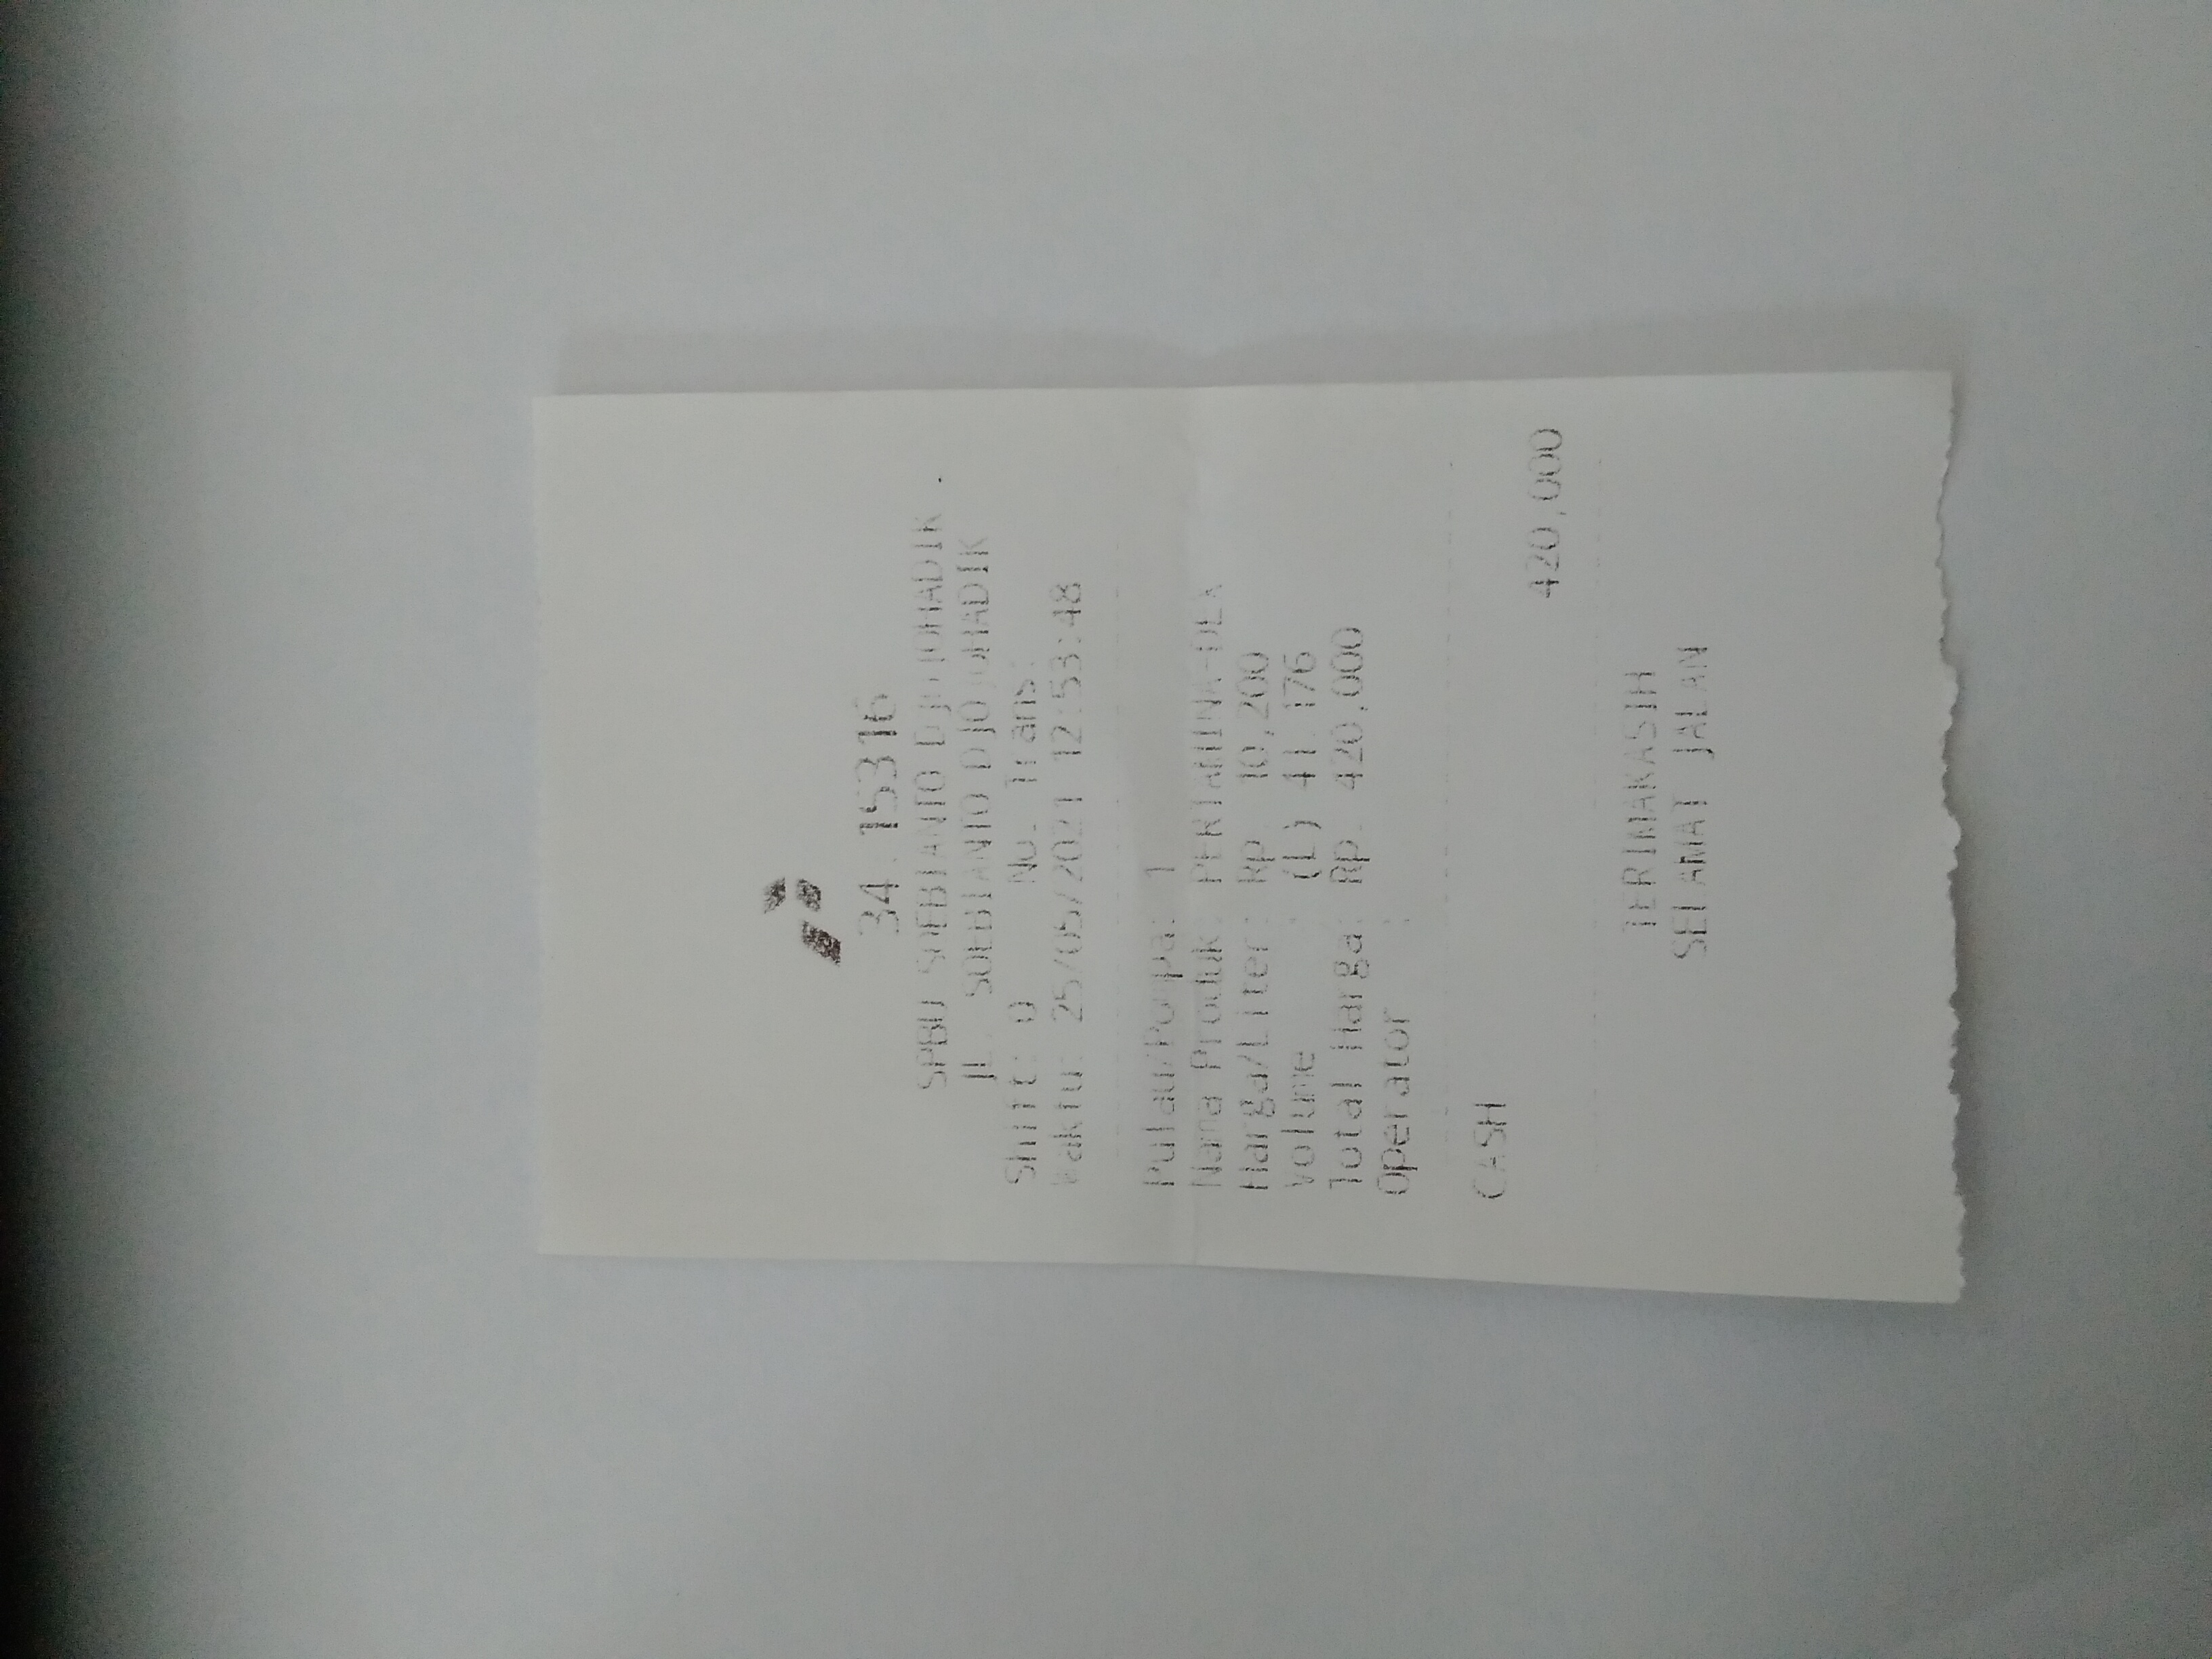 34.15316
SPBU SOEBIANTO DJOJOHADIK
JL. SOEBIANTO DJOJOHADIK
Shift: 0 No. Trans:
Waktu: 25/05/2021 12:53:48
Pulau/Pompa: 1
Nama Produk: PERTAMINA-DEX
Harga/Liter : Rp. 10,200
Volume : (L) 41.176
Total Harga : Rp. 420,000
Operator :
CASH
420,000
TERIMAKASIH
SELAMAT JALAN